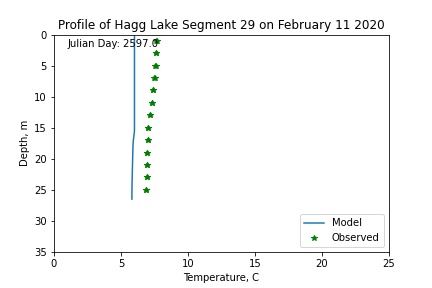 Profile of Hagg Lake Segment 29 on February 11 2020
Julian Day: 2597.0
0
5
10
15
20
25
30
35
Depth, m
0 5 10 15 20 25
Temperature, C
Model
Observed